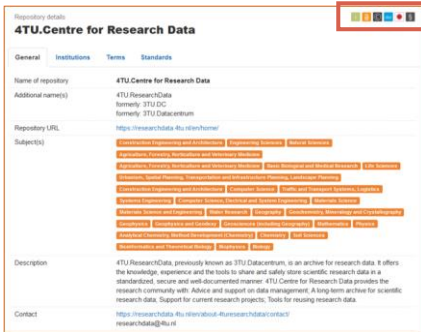 Repository details
4TU.Centre for Research Data
General Institutions Terms Standards
Name of repository 4TU.Centre for Research Data
Additional name(s) 4TU.ResearchData
formerly: 3TU.DC
formerly: 3TU.Datacentrum
Repository URL https://researchdata.4tu.nl/en/home/
Subject(s) Construction Engineering and Architecture Engineering Sciences Natural Sciences
Agriculture, Forestry, Horticulture and Veterinary Medicine
Agriculture, Forestry, Horticulture and Veterinary Medicine Basic Biological and Medical Research Life Sciences
Urbanism, Spatial Planning, Transportation and Infrastructure Planning, Landscape Planning
Construction Engineering and Architecture Computer Science Traffic and Transport Systems, Logistics
Systems Engineering Computer Science, Electrical and System Engineering Materials Science
Materials Science and Engineering Water Research Geography Geochemistry, Mineralogy and Crystallography
Geophysics Geophysics and Geodesy Geosciences (including Geography) Mathematics Physics
Analytical Chemistry, Method Development (Chemistry) Chemistry Soil Sciences
Bioinformatics and Theoretical Biology Biophysics Biology
Description 4TU.ResearchData, previously known as 3TU.Datacentrum, is an archive for research data. It offers
the knowledge, experience and the tools to share and safely store scientific research data in a
standardized, secure and well-documented manner. 4TU.Centre for Research Data provides the
research community with: Advice and support on data management; A long-term archive for scientific
research data; Support for current research projects; Tools for reusing research data.
Contact https://researchdata.4tu.nl/en/about-4turesearchdata/contact/
researchdata@4tu.nl